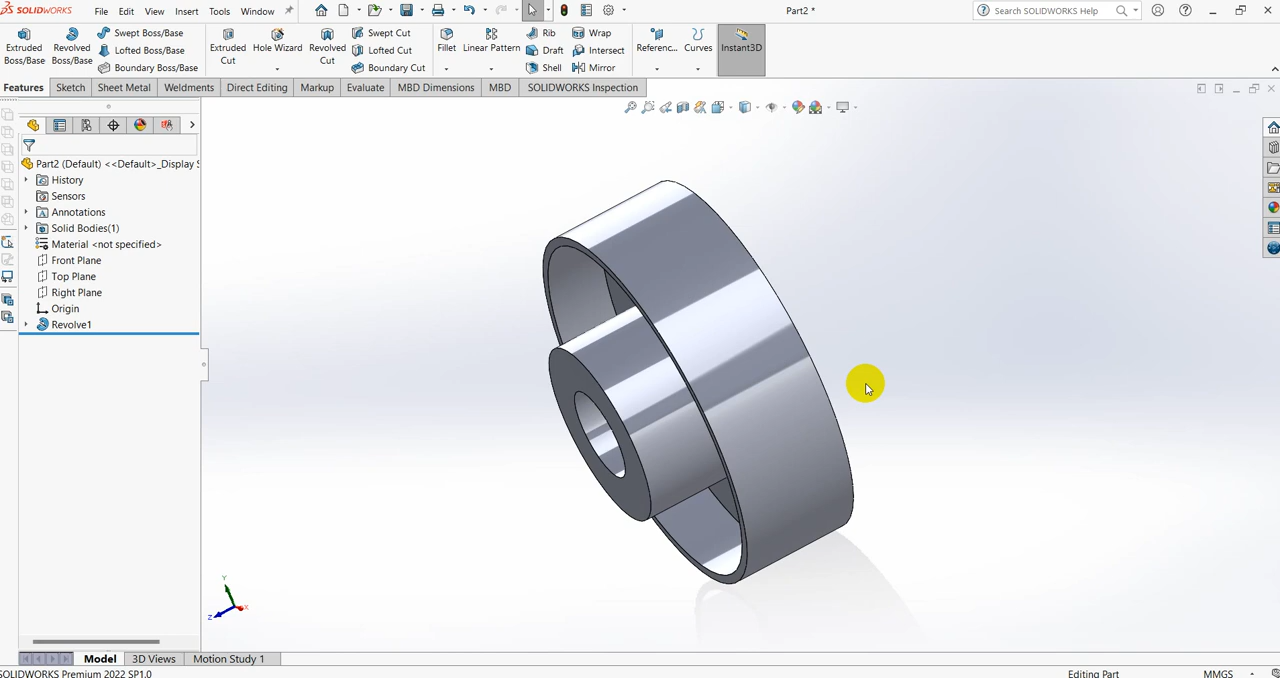 SOLIDWORKS
File
Edit
View
Insert
Tools
Window
Part2 *
Search SOLIDWORKS Help
Extruded Boss/Base
Revolved Boss/Base
Swept Boss/Base
Lofted Boss/Base
Boundary Boss/Base
Extruded Cut
Hole Wizard
Revolved Cut
Swept Cut
Lofted Cut
Boundary Cut
Fillet
Linear Pattern
Rib
Draft
Shell
Wrap
Intersect
Mirror
Referenc...
Curves
Instant3D
Features
Sketch
Sheet Metal
Weldments
Direct Editing
Markup
Evaluate
MBD Dimensions
MBD
SOLIDWORKS Inspection
Part2 (Default) <<Default>_Display S
History
Sensors
Annotations
Solid Bodies(1)
Material <not specified>
Front Plane
Top Plane
Right Plane
Origin
Revolve1
Y
Z
X
Model
3D Views
Motion Study 1
SOLIDWORKS Premium 2022 SP1.0
Editing Part
MMGS